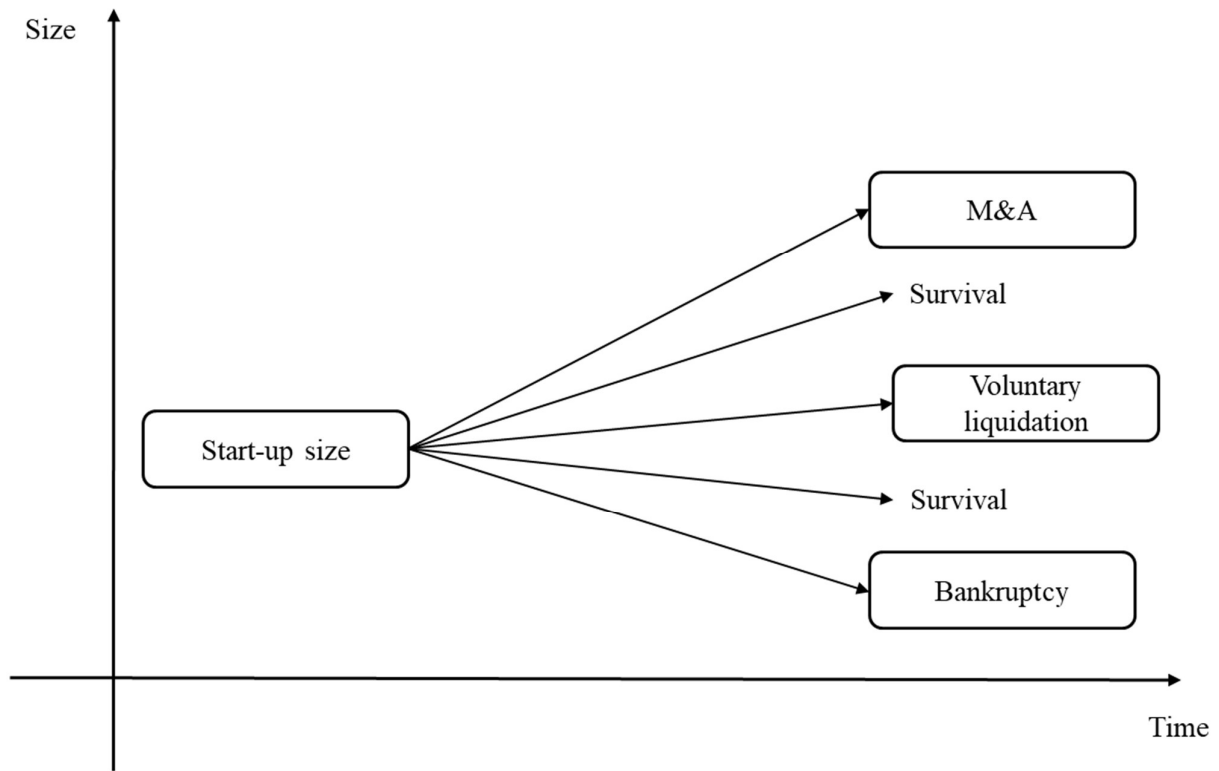 Size
M&A
Survival
Voluntary
liquidation
Start-up size
Survival
Bankruptcy
Time